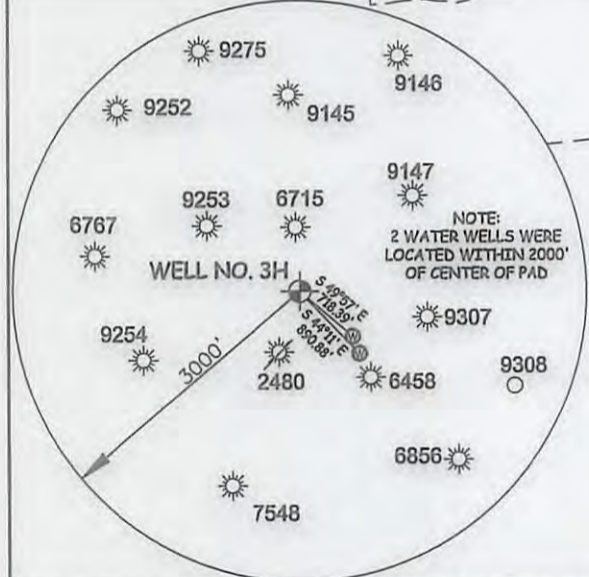 9275
9146
9252
9145
9147
9253
6715
6767
NOTE:
2 WATER WELLS WERE
LOCATED WITHIN 2000'
OF CENTER OF PAD
WELL NO. 3H
S 49°57' E
718.39'
S 44°11' E
890.88'
W
W
9307
9254
3000'
2480
6458
9308
6856
7548